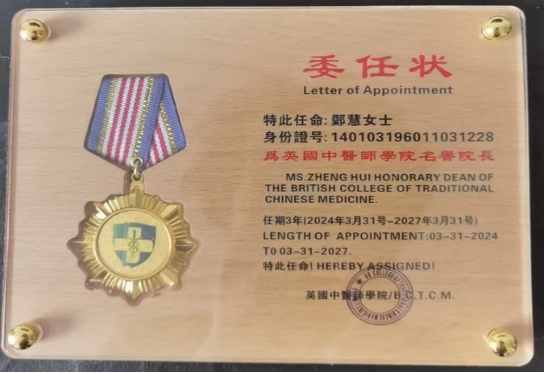 委任状
Letter of Appointment
特此任命:鄭慧女士
身份證号:140103196011031228
爲英國中醫師學院名譽院長
MS.ZHENG HUI HONORARY DEAN OF
THE BRITISH COLLEGE OF TRADITIONAL
CHINESE MEDICINE.
任期3年(2024年3月31号-2027年3月31号)
LENGTH OF APPOINTMENT:03-31-2024
TO 03-31-2027.
特此任命! HEREBY ASSIGNED!
英國中醫師學院/B.C.T.C.M.